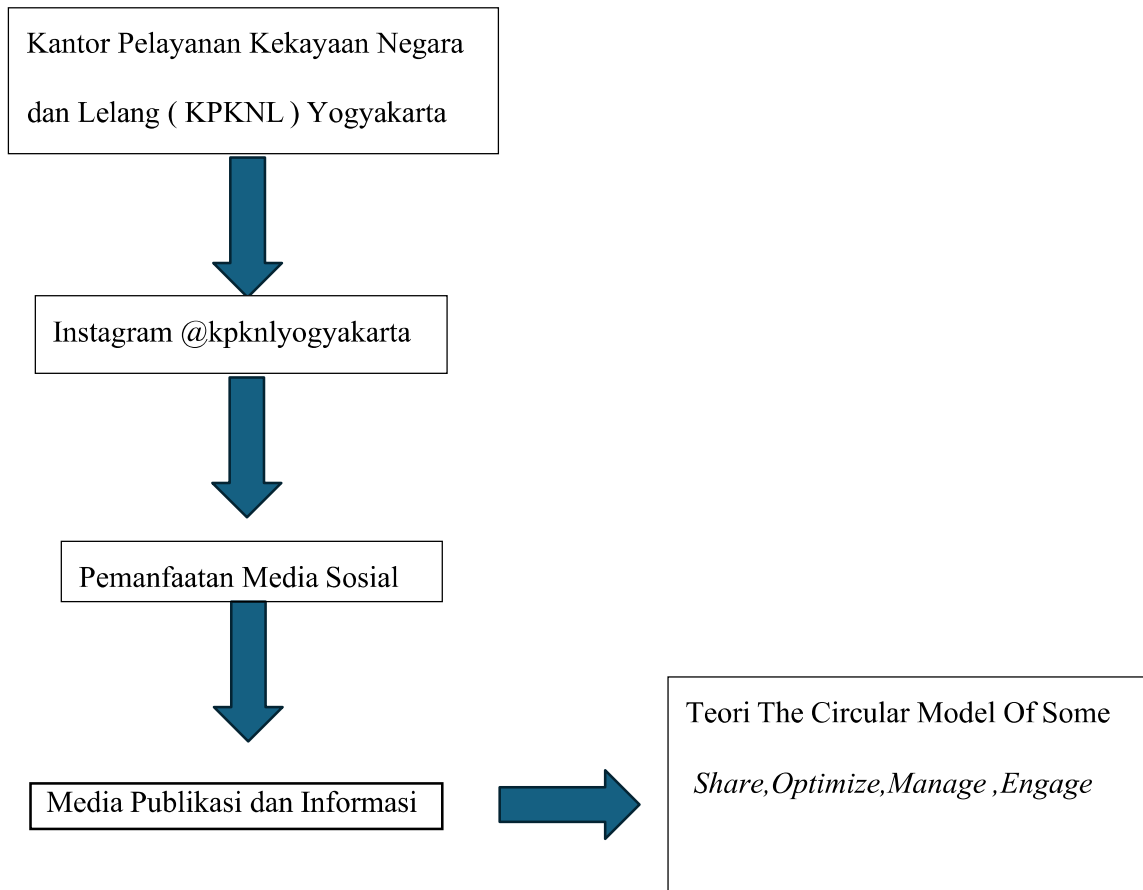 Kantor Pelayanan Kekayaan Negara
dan Lelang ( KPKNL ) Yogyakarta
Instagram @kpknlyogyakarta
Pemanfaatan Media Sosial
Media Publikasi dan Informasi
Teori The Circular Model Of Some
Share,Optimize,Manage ,Engage